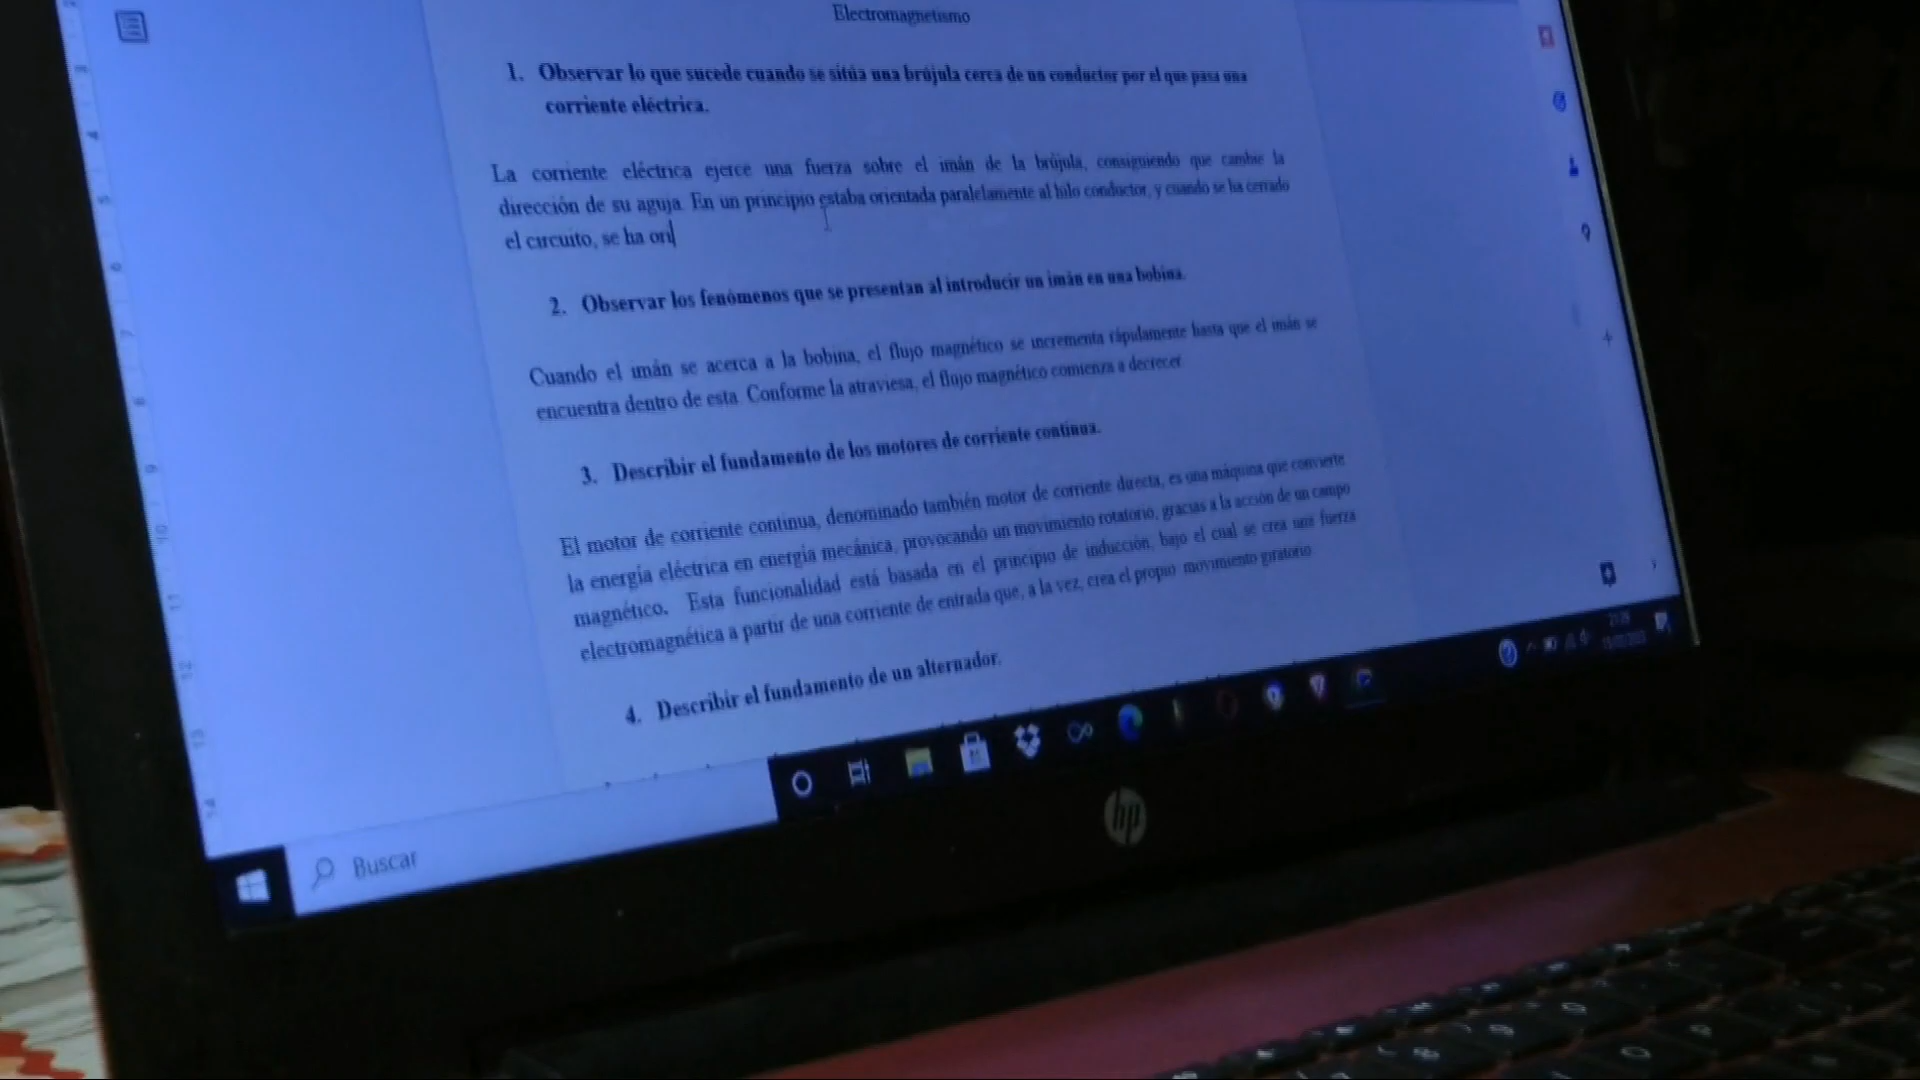 Electromagnetismo
1. Observar lo que sucede cuando se sitúa una brújula cerca de un conductor por el que pasa una
corriente eléctrica.
La corriente eléctrica ejerce una fuerza sobre el imán de la brújula, consiguiendo que cambie la
dirección de su aguja. En un principio estaba orientada paralelamente al hilo conductor, y cuando se ha cerrado
el circuito, se ha ori
2. Observar los fenómenos que se presentan al introducir un imán en una bobina.
Cuando el imán se acerca a la bobina, el flujo magnético se incrementa rápidamente hasta que el imán se
encuentra dentro de esta. Conforme la atraviesa, el flujo magnético comienza a decrecer.
3. Describir el fundamento de los motores de corriente continua.
El motor de corriente continua, denominado también motor de corriente directa, es una máquina que convierte
la energía eléctrica en energía mecánica, provocando un movimiento rotatorio, gracias a la acción de un campo
magnético. Esta funcionalidad está basada en el principio de inducción, bajo el cual se crea una fuerza
electromagnética a partir de una corriente de entrada que, a la vez, crea el propio movimiento giratorio
4. Describir el fundamento de un alternador.
Buscar
hp